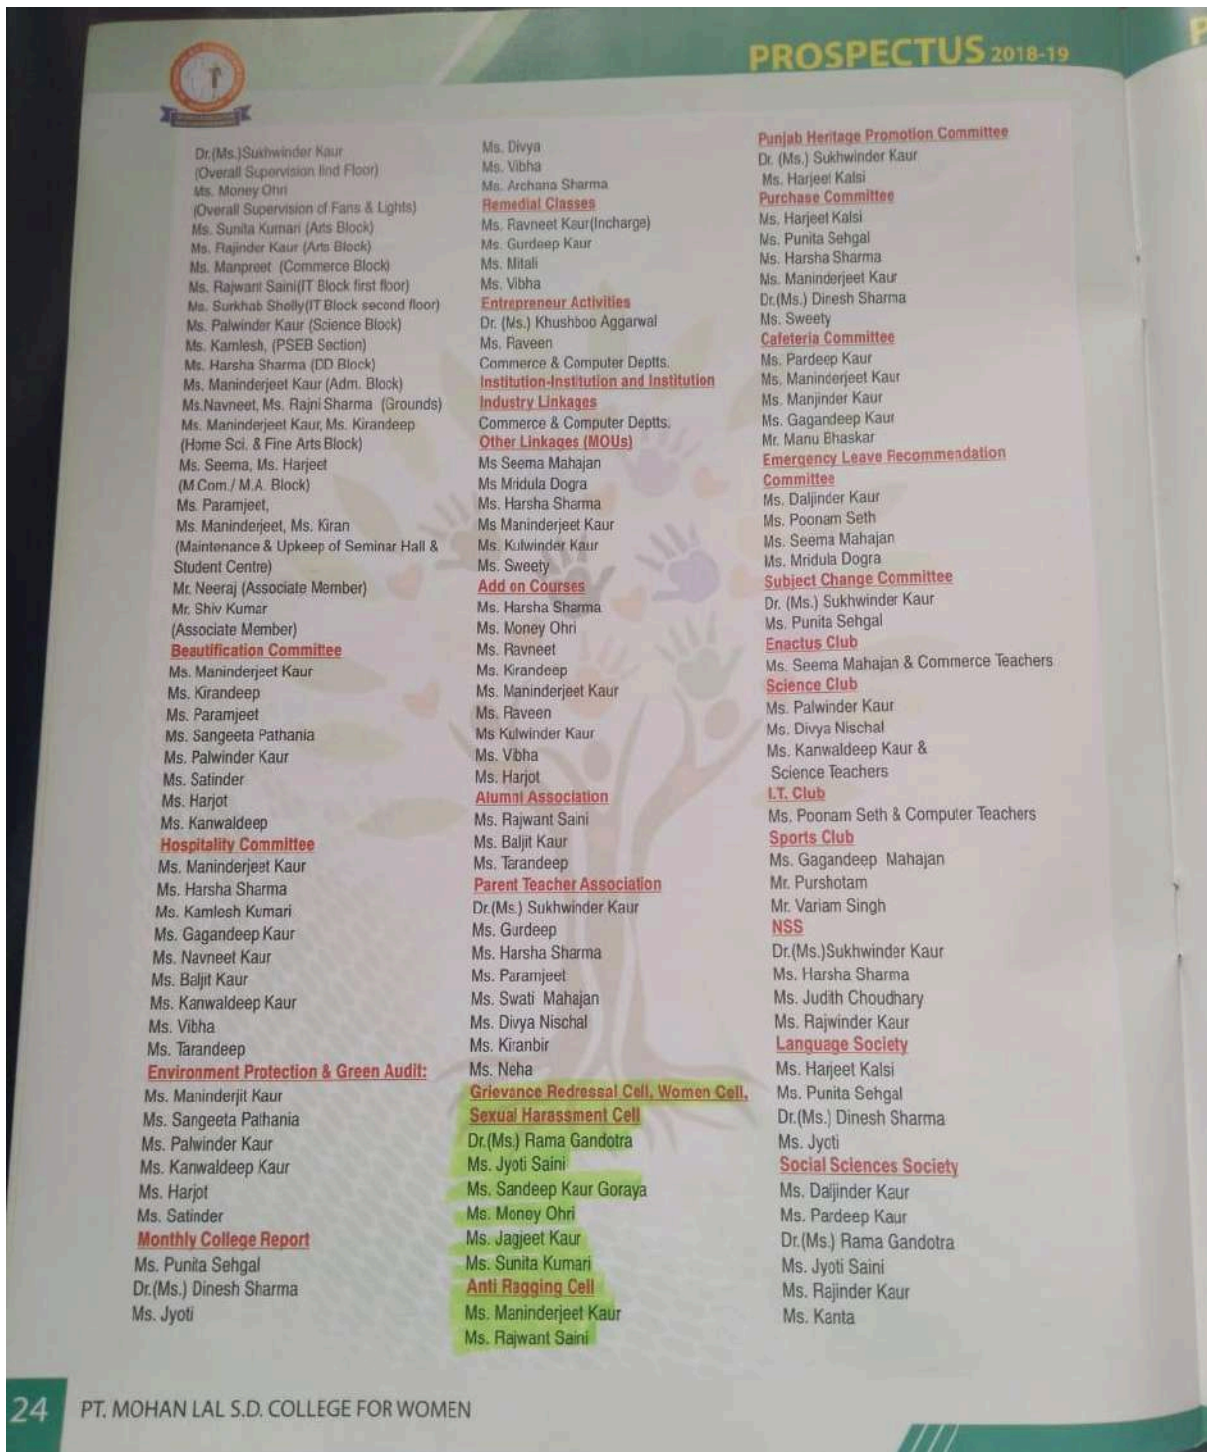 PROSPECTUS 2018-19
Dr.(Ms.)Sukhwinder Kaur
(Overall Supervision IInd Floor)
Ms. Money Ohri
(Overall Supervision of Fans & Lights)
Ms. Sunita Kumari (Arts Block)
Ms. Rajinder Kaur (Arts Block)
Ms. Manpreet (Commerce Block)
Ms. Rajwant Saini(IT Block first floor)
Ms. Surkhab Sholly(IT Block second floor)
Ms. Palwinder Kaur (Science Block)
Ms. Kamlesh, (PSEB Section)
Ms. Harsha Sharma (DD Block)
Ms. Maninderjeet Kaur (Adm. Block)
Ms.Navneet, Ms. Rajni Sharma (Grounds)
Ms. Maninderjeet Kaur, Ms. Kirandeep
(Home Sci. & Fine Arts Block)
Ms. Seema, Ms. Harjeet
(M.Com./ M.A. Block)
Ms. Paramjeet,
Ms. Maninderjeet, Ms. Kiran
(Maintenance & Upkeep of Seminar Hall &
Student Centre)
Mr. Neeraj (Associate Member)
Mr. Shiv Kumar
(Associate Member)
Beautification Committee
Ms. Maninderjeet Kaur
Ms. Kirandeep
Ms. Paramjeet
Ms. Sangeeta Pathania
Ms. Palwinder Kaur
Ms. Satinder
Ms. Harjot
Ms. Kanwaldeep
Hospitality Committee
Ms. Maninderjeet Kaur
Ms. Harsha Sharma
Ms. Kamlesh Kumari
Ms. Gagandeep Kaur
Ms. Navneet Kaur
Ms. Baljit Kaur
Ms. Kanwaldeep Kaur
Ms. Vibha
Ms. Tarandeep
Environment Protection & Green Audit:
Ms. Maninderjit Kaur
Ms. Sangeeta Pathania
Ms. Palwinder Kaur
Ms. Kanwaldeep Kaur
Ms. Harjot
Ms. Satinder
Monthly College Report
Ms. Punita Sehgal
Dr.(Ms.) Dinesh Sharma
Ms. Jyoti
Ms. Divya
Ms. Vibha
Ms. Archana Sharma
Remedial Classes
Ms. Ravneet Kaur(Incharge)
Ms. Gurdeep Kaur
Ms. Mitali
Ms. Vibha
Entrepreneur Activities
Dr. (Ms.) Khushboo Aggarwal
Ms. Raveen
Commerce & Computer Deptts.
Institution-Institution and Institution
Industry Linkages
Commerce & Computer Deptts.
Other Linkages (MOUs)
Ms Seema Mahajan
Ms Mridula Dogra
Ms. Harsha Sharma
Ms Maninderjeet Kaur
Ms. Kulwinder Kaur
Ms. Sweety
Add on Courses
Ms. Harsha Sharma
Ms. Money Ohri
Ms. Ravneet
Ms. Kirandeep
Ms. Maninderjeet Kaur
Ms. Raveen
Ms Kulwinder Kaur
Ms. Vibha
Ms. Harjot
Alumni Association
Ms. Rajwant Saini
Ms. Baljit Kaur
Ms. Tarandeep
Parent Teacher Association
Dr.(Ms.) Sukhwinder Kaur
Ms. Gurdeep
Ms. Harsha Sharma
Ms. Paramjeet
Ms. Swati Mahajan
Ms. Divya Nischal
Ms. Kiranbir
Ms. Neha
Grievance Redressal Cell, Women Cell,
Sexual Harassment Cell
Dr.(Ms.) Rama Gandotra
Ms. Jyoti Saini
Ms. Sandeep Kaur Goraya
Ms. Money Ohri
Ms. Jagjeet Kaur
Ms. Sunita Kumari
Anti Ragging Cell
Ms. Maninderjeet Kaur
Ms. Rajwant Saini
Punjab Heritage Promotion Committee
Dr. (Ms.) Sukhwinder Kaur
Ms. Harjeet Kalsi
Purchase Committee
Ms. Harjeet Kalsi
Ms. Punita Sehgal
Ms. Harsha Sharma
Ms. Maninderjeet Kaur
Dr.(Ms.) Dinesh Sharma
Ms. Sweety
Cafeteria Committee
Ms. Pardeep Kaur
Ms. Maninderjeet Kaur
Ms. Manjinder Kaur
Ms. Gagandeep Kaur
Mr. Manu Bhaskar
Emergency Leave Recommendation
Committee
Ms. Daljinder Kaur
Ms. Poonam Seth
Ms. Seema Mahajan
Ms. Mridula Dogra
Subject Change Committee
Dr. (Ms.) Sukhwinder Kaur
Ms. Punita Sehgal
Enactus Club
Ms. Seema Mahajan & Commerce Teachers
Science Club
Ms. Palwinder Kaur
Ms. Divya Nischal
Ms. Kanwaldeep Kaur &
Science Teachers
I.T. Club
Ms. Poonam Seth & Computer Teachers
Sports Club
Ms. Gagandeep Mahajan
Mr. Purshotam
Mr. Variam Singh
NSS
Dr.(Ms.)Sukhwinder Kaur
Ms. Harsha Sharma
Ms. Judith Choudhary
Ms. Rajwinder Kaur
Language Society
Ms. Harjeet Kalsi
Ms. Punita Sehgal
Dr.(Ms.) Dinesh Sharma
Ms. Jyoti
Social Sciences Society
Ms. Daljinder Kaur
Ms. Pardeep Kaur
Dr.(Ms.) Rama Gandotra
Ms. Jyoti Saini
Ms. Rajinder Kaur
Ms. Kanta
24 PT. MOHAN LAL S.D. COLLEGE FOR WOMEN